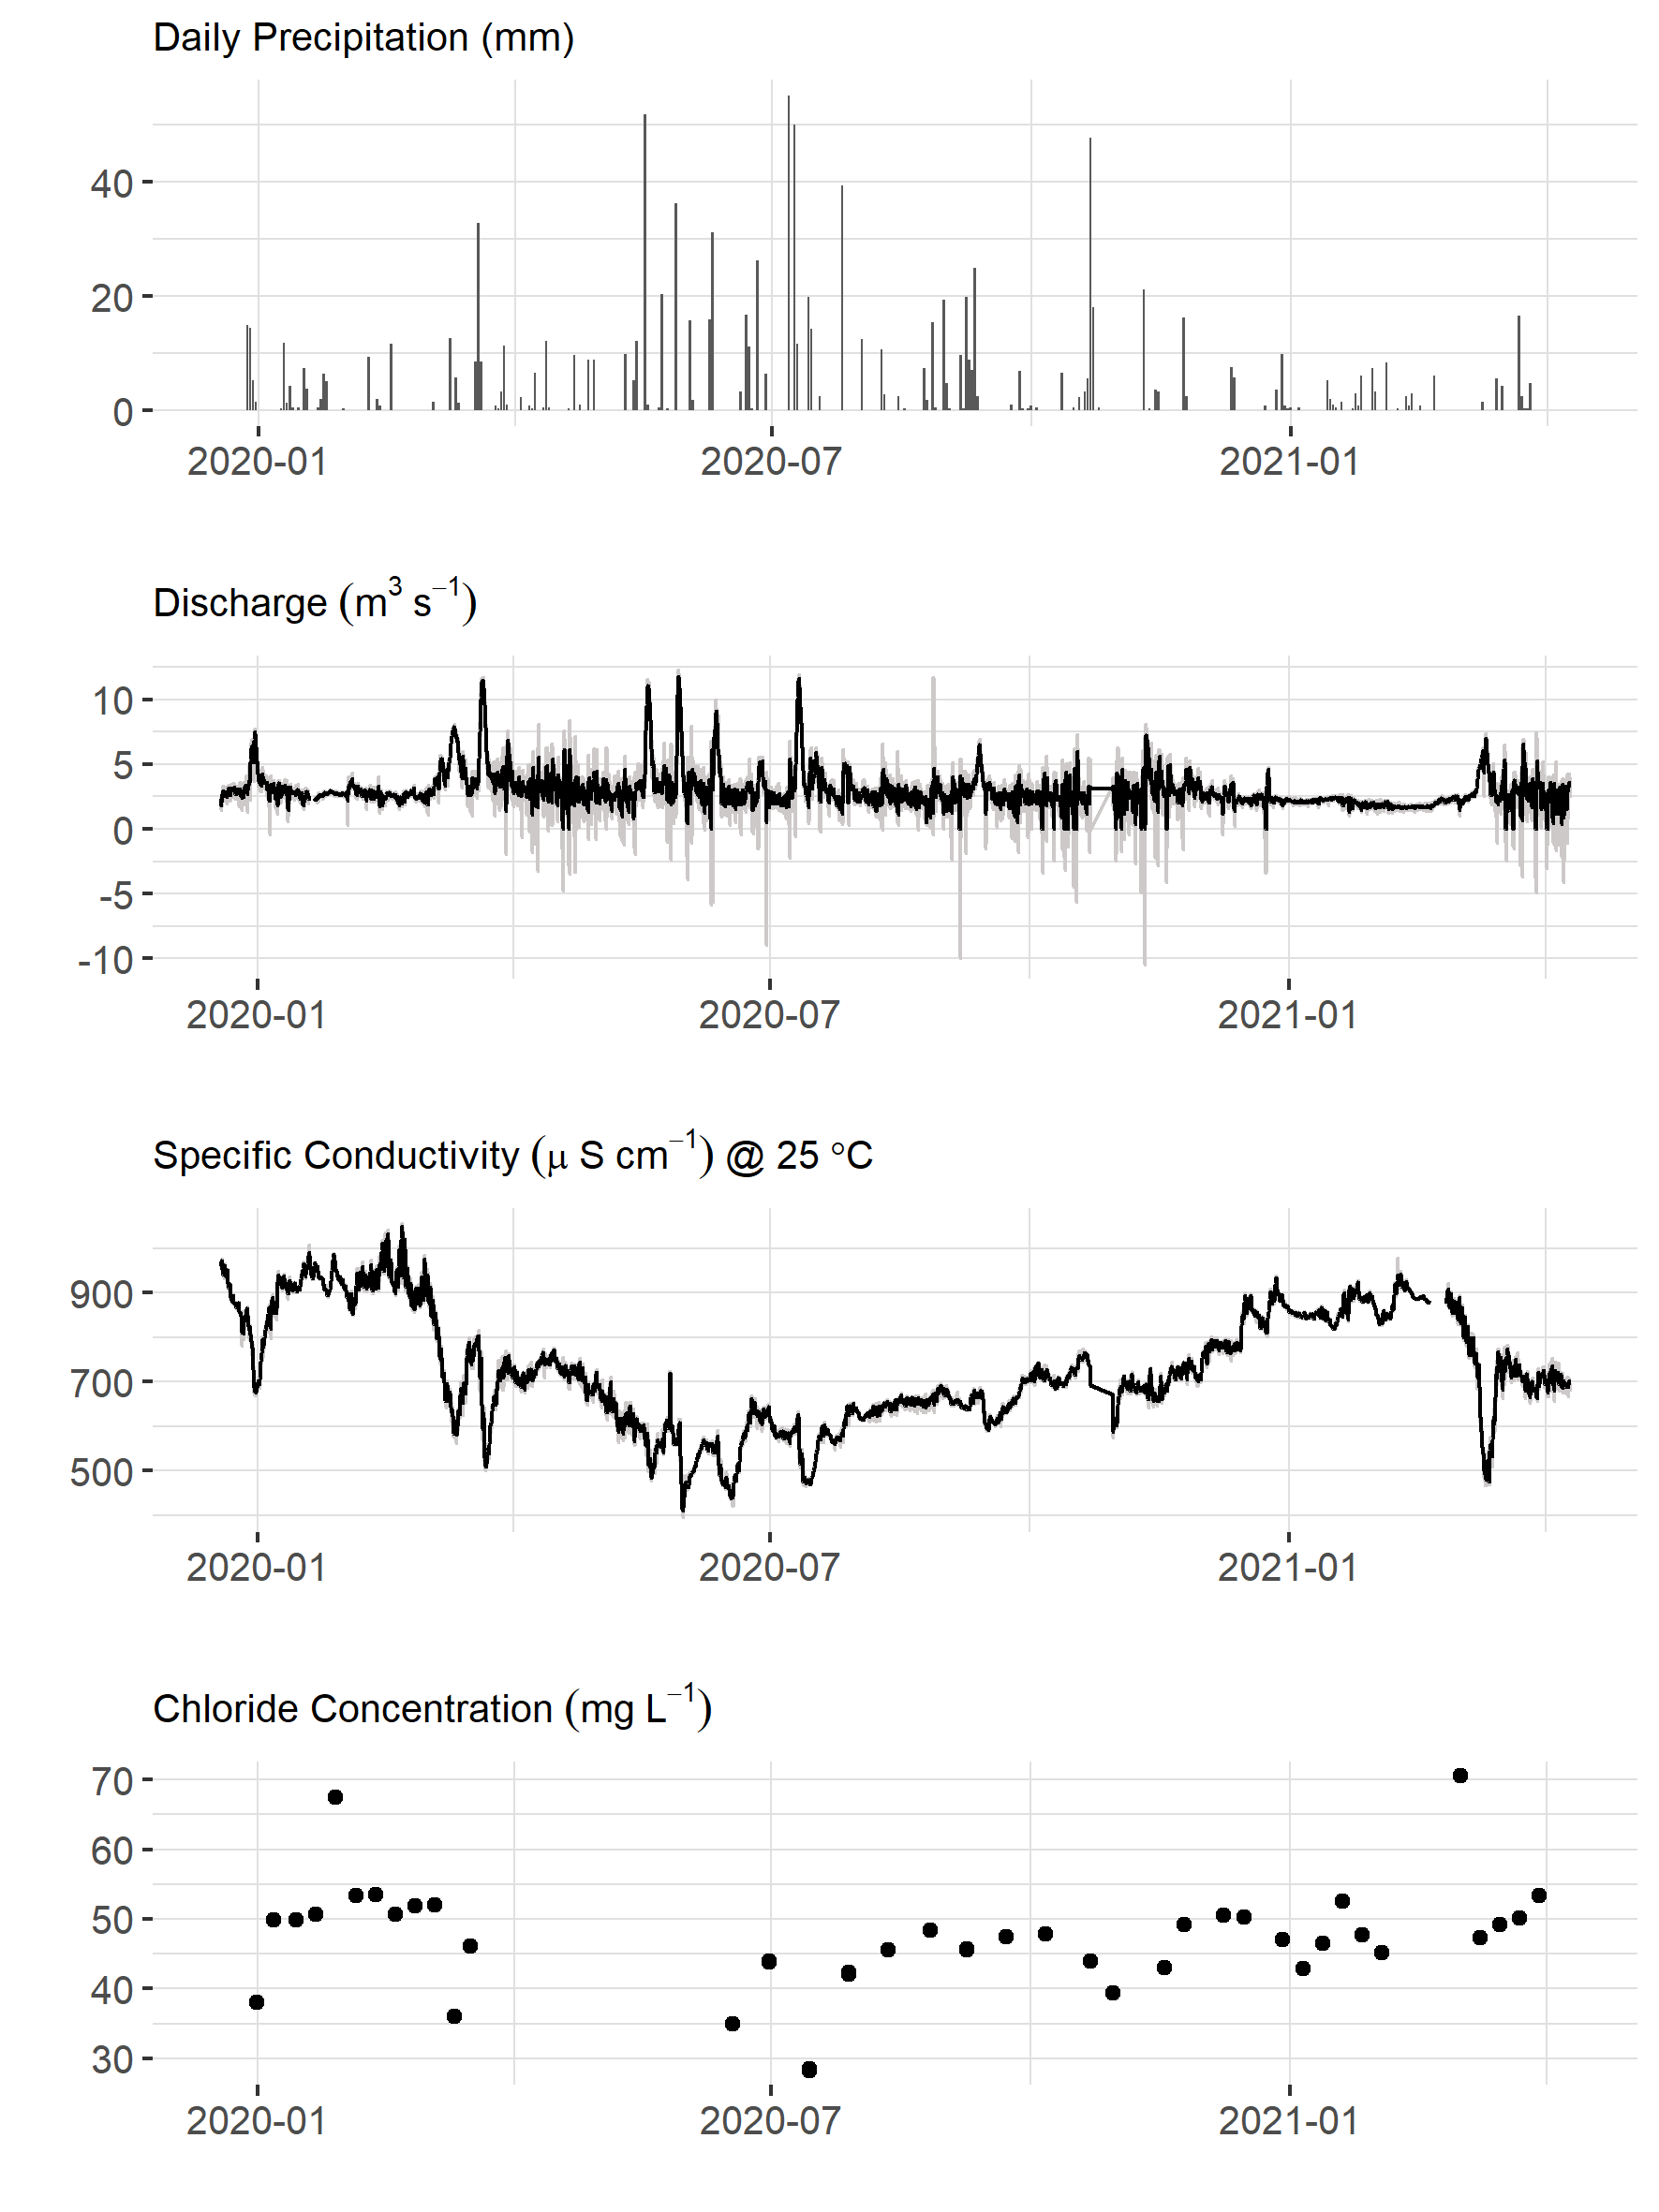 Daily Precipitation (mm)
40
20
0
2020-01 2020-07 2021-01
Discharge (m³ s⁻¹)
10
5
0
-5
-10
2020-01 2020-07 2021-01
Specific Conductivity (μ S cm⁻¹) @ 25 °C
900
700
500
2020-01 2020-07 2021-01
Chloride Concentration (mg L⁻¹)
70
60
50
40
30
2020-01 2020-07 2021-01